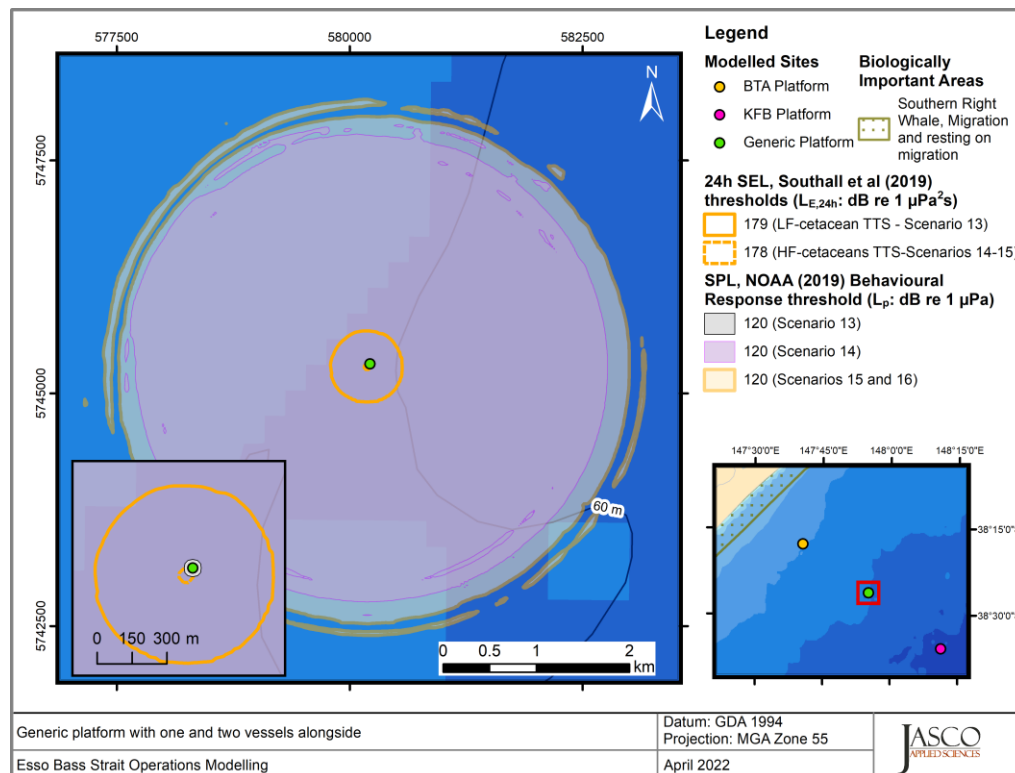 577500
580000
582500
5747500
5745000
5742500
N
60 m
0 150 300 m
0 0.5 1 2
km
Legend
Modelled Sites
BTA Platform
KFB Platform
Generic Platform
Biologically
Important Areas
Southern Right
Whale, Migration
and resting on
migration
24h SEL, Southall et al (2019)
thresholds (LE,24h: dB re 1 µPa²s)
179 (LF-cetacean TTS - Scenario 13)
178 (HF-cetaceans TTS-Scenarios 14-15)
SPL, NOAA (2019) Behavioural
Response threshold (Lp: dB re 1 µPa)
120 (Scenario 13)
120 (Scenario 14)
120 (Scenarios 15 and 16)
147°30'0"E 147°45'0"E 148°0'0"E 148°15'0"E
38°15'0"S
38°30'0"S
Generic platform with one and two vessels alongside
Esso Bass Strait Operations Modelling
Datum: GDA 1994
Projection: MGA Zone 55
April 2022
JASCO
APPLIED SCIENCES